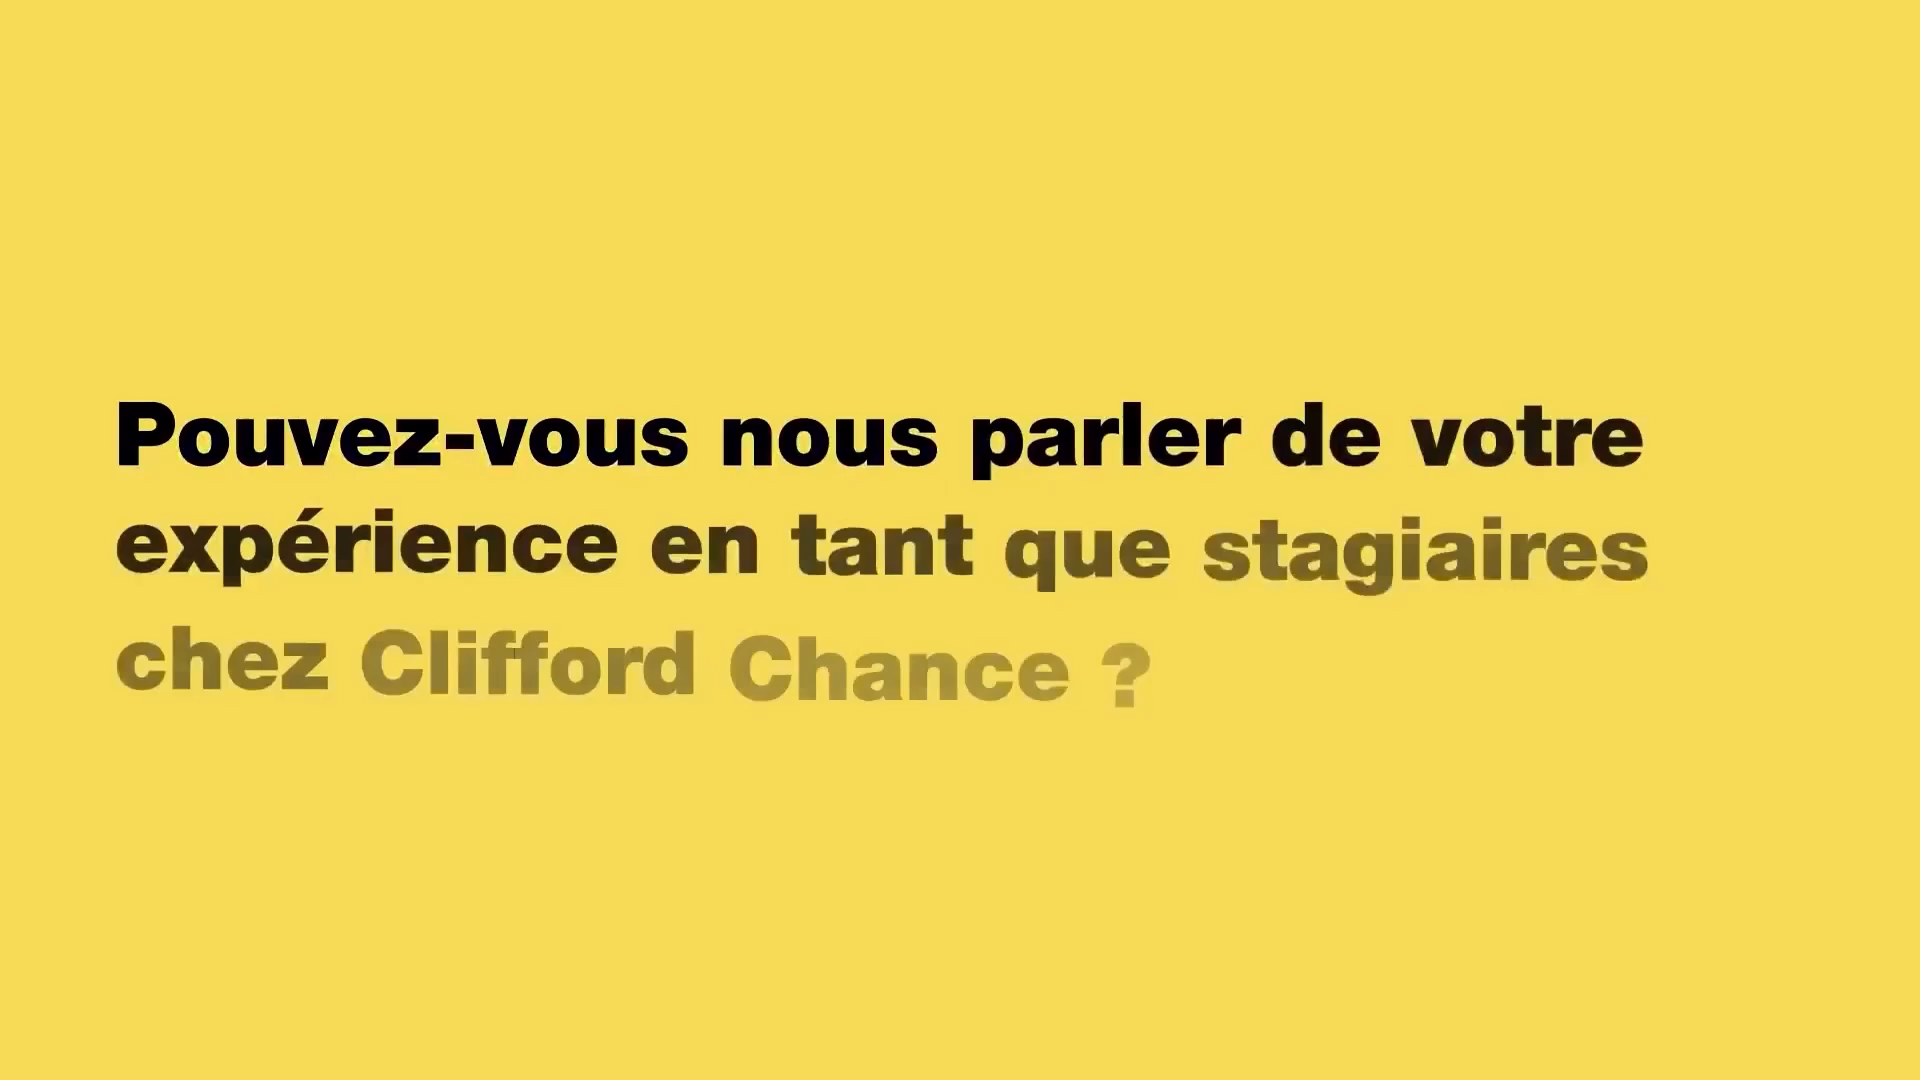 Pouvez-vous nous parler de votre
expérience en tant que stagiaires
chez Clifford Chance ?